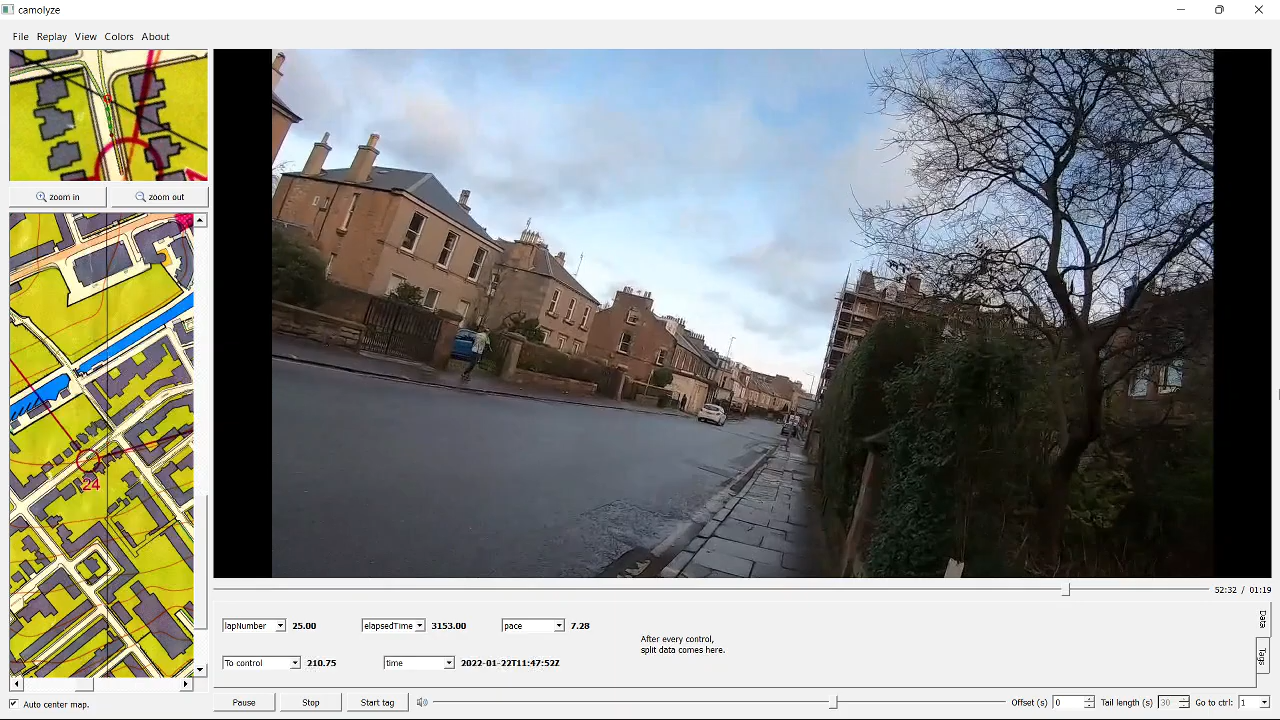 camolyze
File Replay View Colors About
zoom in zoom out
24
52:32 / 01:19
lapNumber 25.00 elapsedTime 3153.00 pace 7.28
After every control,
split data comes here.
To control 210.75 time 2022-01-22T11:47:52Z
Data
Tags
Auto center map.
Pause Stop Start tag Offset (s) 0 Tail length (s) 30 Go to ctrl: 1